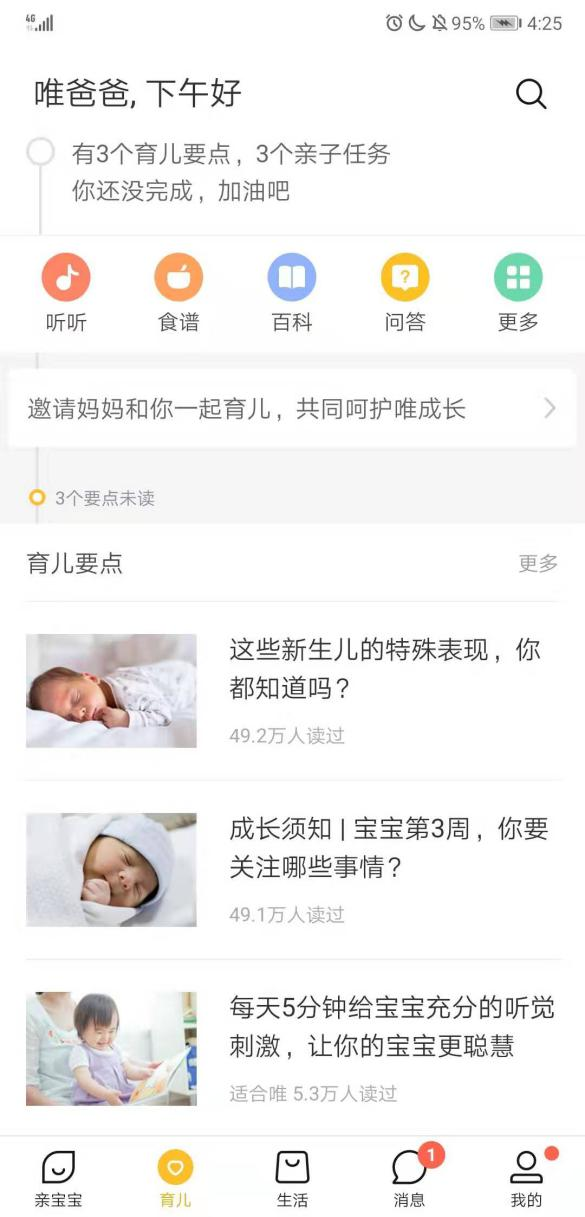 4G
95%
4:25
唯爸爸, 下午好
有3个育儿要点，3个亲子任务
你还没完成，加油吧
听听
食谱
百科
问答
更多
邀请妈妈和你一起育儿，共同呵护唯成长
3个要点未读
育儿要点
更多
这些新生儿的特殊表现，你
都知道吗？
49.2万人读过
成长须知 | 宝宝第3周，你要
关注哪些事情？
49.1万人读过
每天5分钟给宝宝充分的听觉
刺激，让你的宝宝更聪慧
适合唯 5.3万人读过
亲宝宝
育儿
生活
1
消息
我的